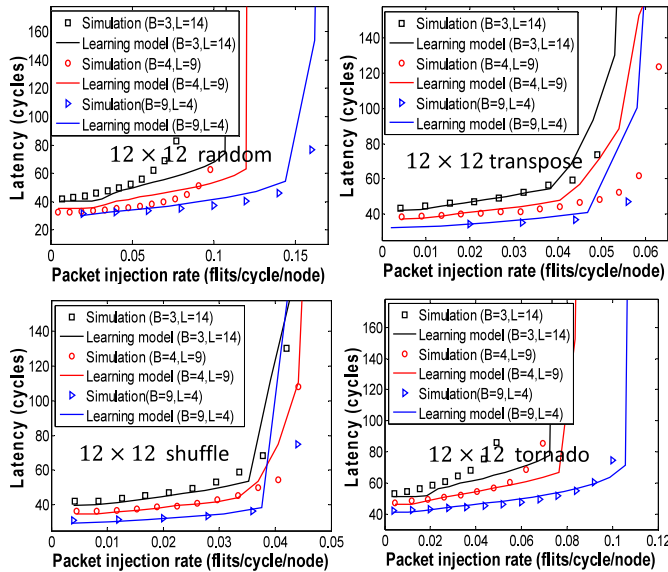 Simulation (B=3,L=14)
Learning model (B=3,L=14)
Simulation (B=4,L=9)
Learning model (B=4,L=9)
Simulation(B=9,L=4)
Learning model (B=9,L=4)
12 × 12 random
Latency (cycles)
160
140
120
100
80
60
40
20
0 0.05 0.1 0.15
Packet injection rate (flits/cycle/node)
Simulation (B=3,L=14)
Learning model (B=3,L=14)
Simulation (B=4,L=9)
Learning model (B=4,L=9)
Simulation(B=9,L=4)
Learning model (B=9,L=4)
12 × 12 transpose
Latency (cycles)
140
120
100
80
60
40
0 0.01 0.02 0.03 0.04 0.05 0.06
Packet injection rate (flits/cycle/node)
Simulation (B=3,L=14)
Learning model (B=3,L=14)
Simulation (B=4,L=9)
Learning model (B=4,L=9)
Simulation(B=9,L=4)
Learning model (B=9,L=4)
12 × 12 shuffle
Latency (cycles)
140
120
100
80
60
40
0 0.01 0.02 0.03 0.04 0.05
Packet injection rate (flits/cycle/node)
Simulation (B=3,L=14)
Learning model (B=3,L=14)
Simulation (B=4,L=9)
Learning model (B=4,L=9)
Simulation(B=9,L=4)
Learning model (B=9,L=4)
12 × 12 tornado
Latency (cycles)
160
140
120
100
80
60
40
0 0.02 0.04 0.06 0.08 0.1 0.12
Packet injection rate (flits/cycle/node)